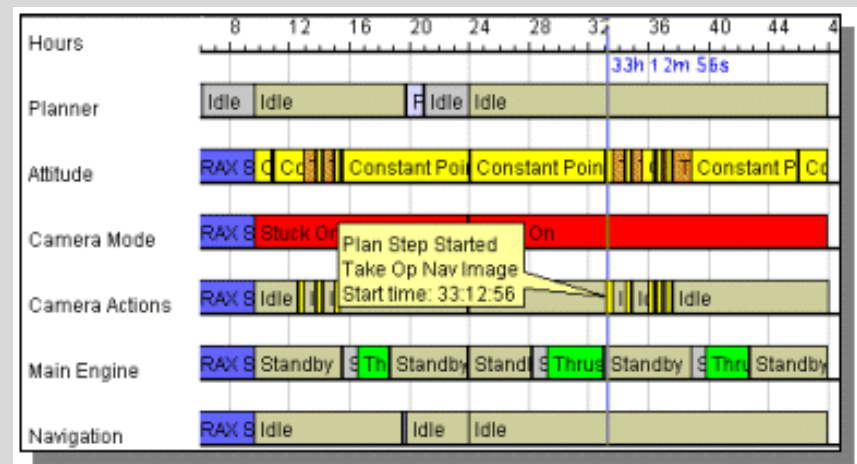 Hours 8 12 16 20 24 28 32 36 40 44 4
33h 12m 56s
Planner Idle Idle F Idle Idle
Attitude RAX S C Co T T Constant Poi Constant Poin T T C T Constant P Co
Camera Mode RAX S Stuck On On
Plan Step Started
Take Op Nav Image
Start time: 33:12:56
Camera Actions RAX S Idle I I I Id Idle
Main Engine RAX S Standby S Th Standby Standl S Thrus Standby S Thru Standby
Navigation RAX S Idle Idle Idle